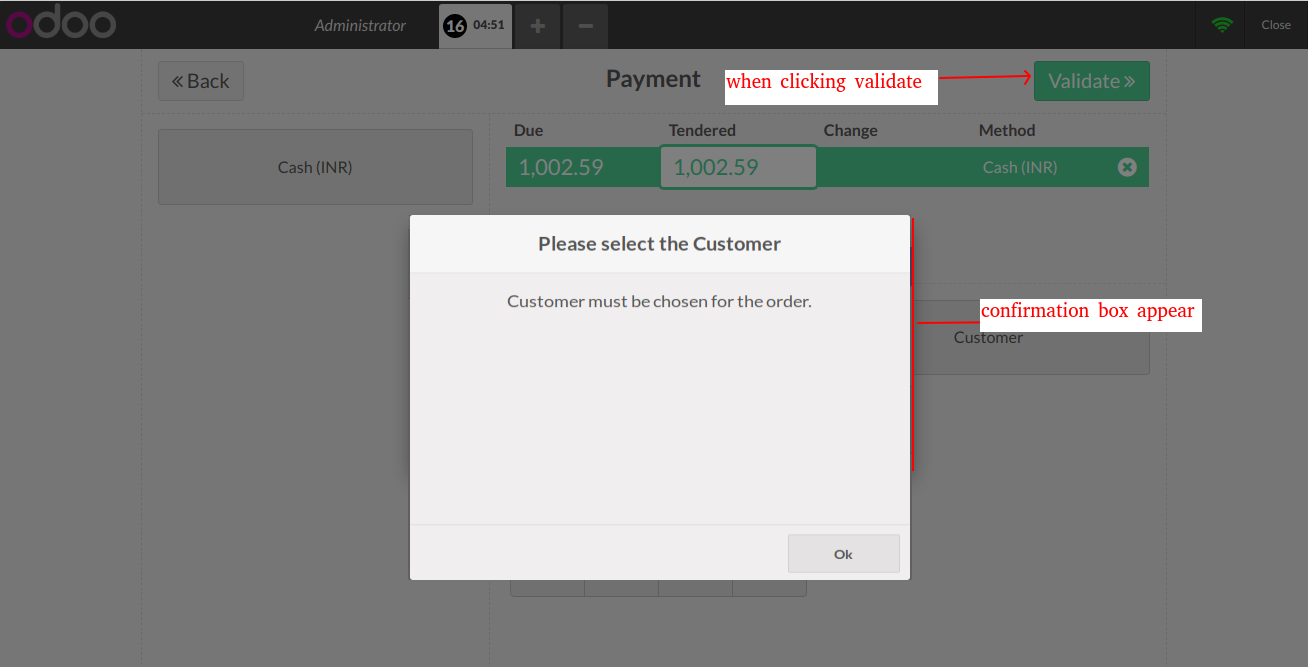 odoo
Administrator
16 04:51
Close
Back
Payment
when clicking validate
Validate
Due Tendered Change Method
Cash (INR)
1,002.59 1,002.59 Cash (INR)
Please select the Customer
Customer must be chosen for the order.
confirmation box appear
Customer
Ok